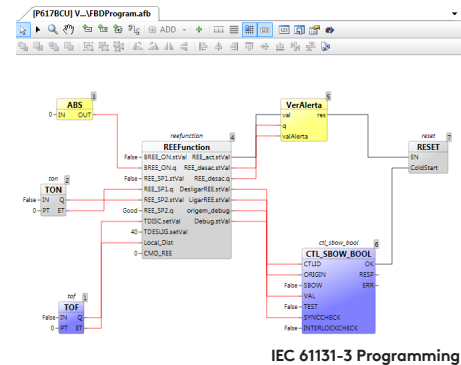 [P617BCU] V...\FBDProgram.afb
ADD
3
ABS
0 IN OUT
5
VerAlerta
val res
q
valAlerta
reefunction
4
REEFunction
False BREE_ON.stVal REE_act.stVal
BREE_ON.q REE_desac.stVal
False REE_SP1.stVal REE_desac.q
REE_SP1.q DesligarREE.stVal
REE_SP2.stVal LigarREE.stVal
Good REE_SP2.q origem_debug
TDISC.setVal Debug.stVal
40 TDESLIG.setVal
Local_Dist
0 CMD_REE
reset
7
RESET
EN
ColdStart
ton
2
TON
False IN Q
0 PT ET
ctl_sbow_bool
6
CTL_SBOW_BOOL
CTLID OK
ORIGIN RESP
False SBOW ERR
VAL
False TEST
SYNCCHECK
False INTERLOCKCHECK
tof
1
TOF
False IN Q
0 PT ET
IEC 61131-3 Programming